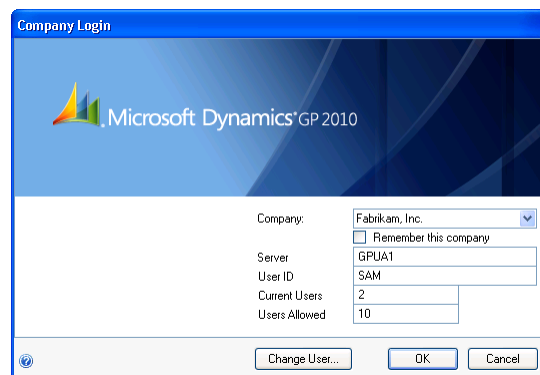 Company Login
Microsoft Dynamics® GP 2010
Company: Fabrikam, Inc.
Remember this company
Server GPUA1
User ID SAM
Current Users 2
Users Allowed 10
Change User... OK Cancel